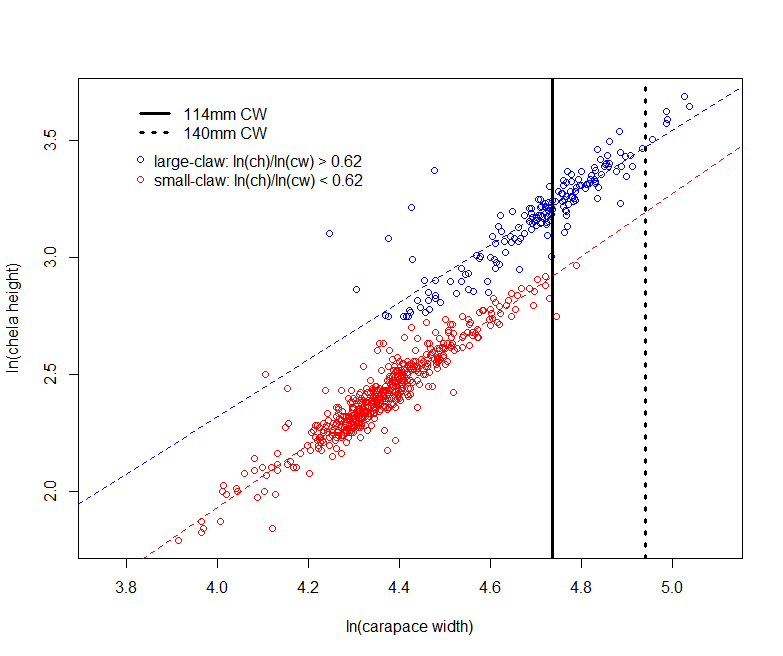 114mm CW
140mm CW
large-claw: ln(ch)/ln(cw) > 0.62
small-claw: ln(ch)/ln(cw) < 0.62
ln(chela height)
3.5
3.0
2.5
2.0
3.8 4.0 4.2 4.4 4.6 4.8 5.0
ln(carapace width)